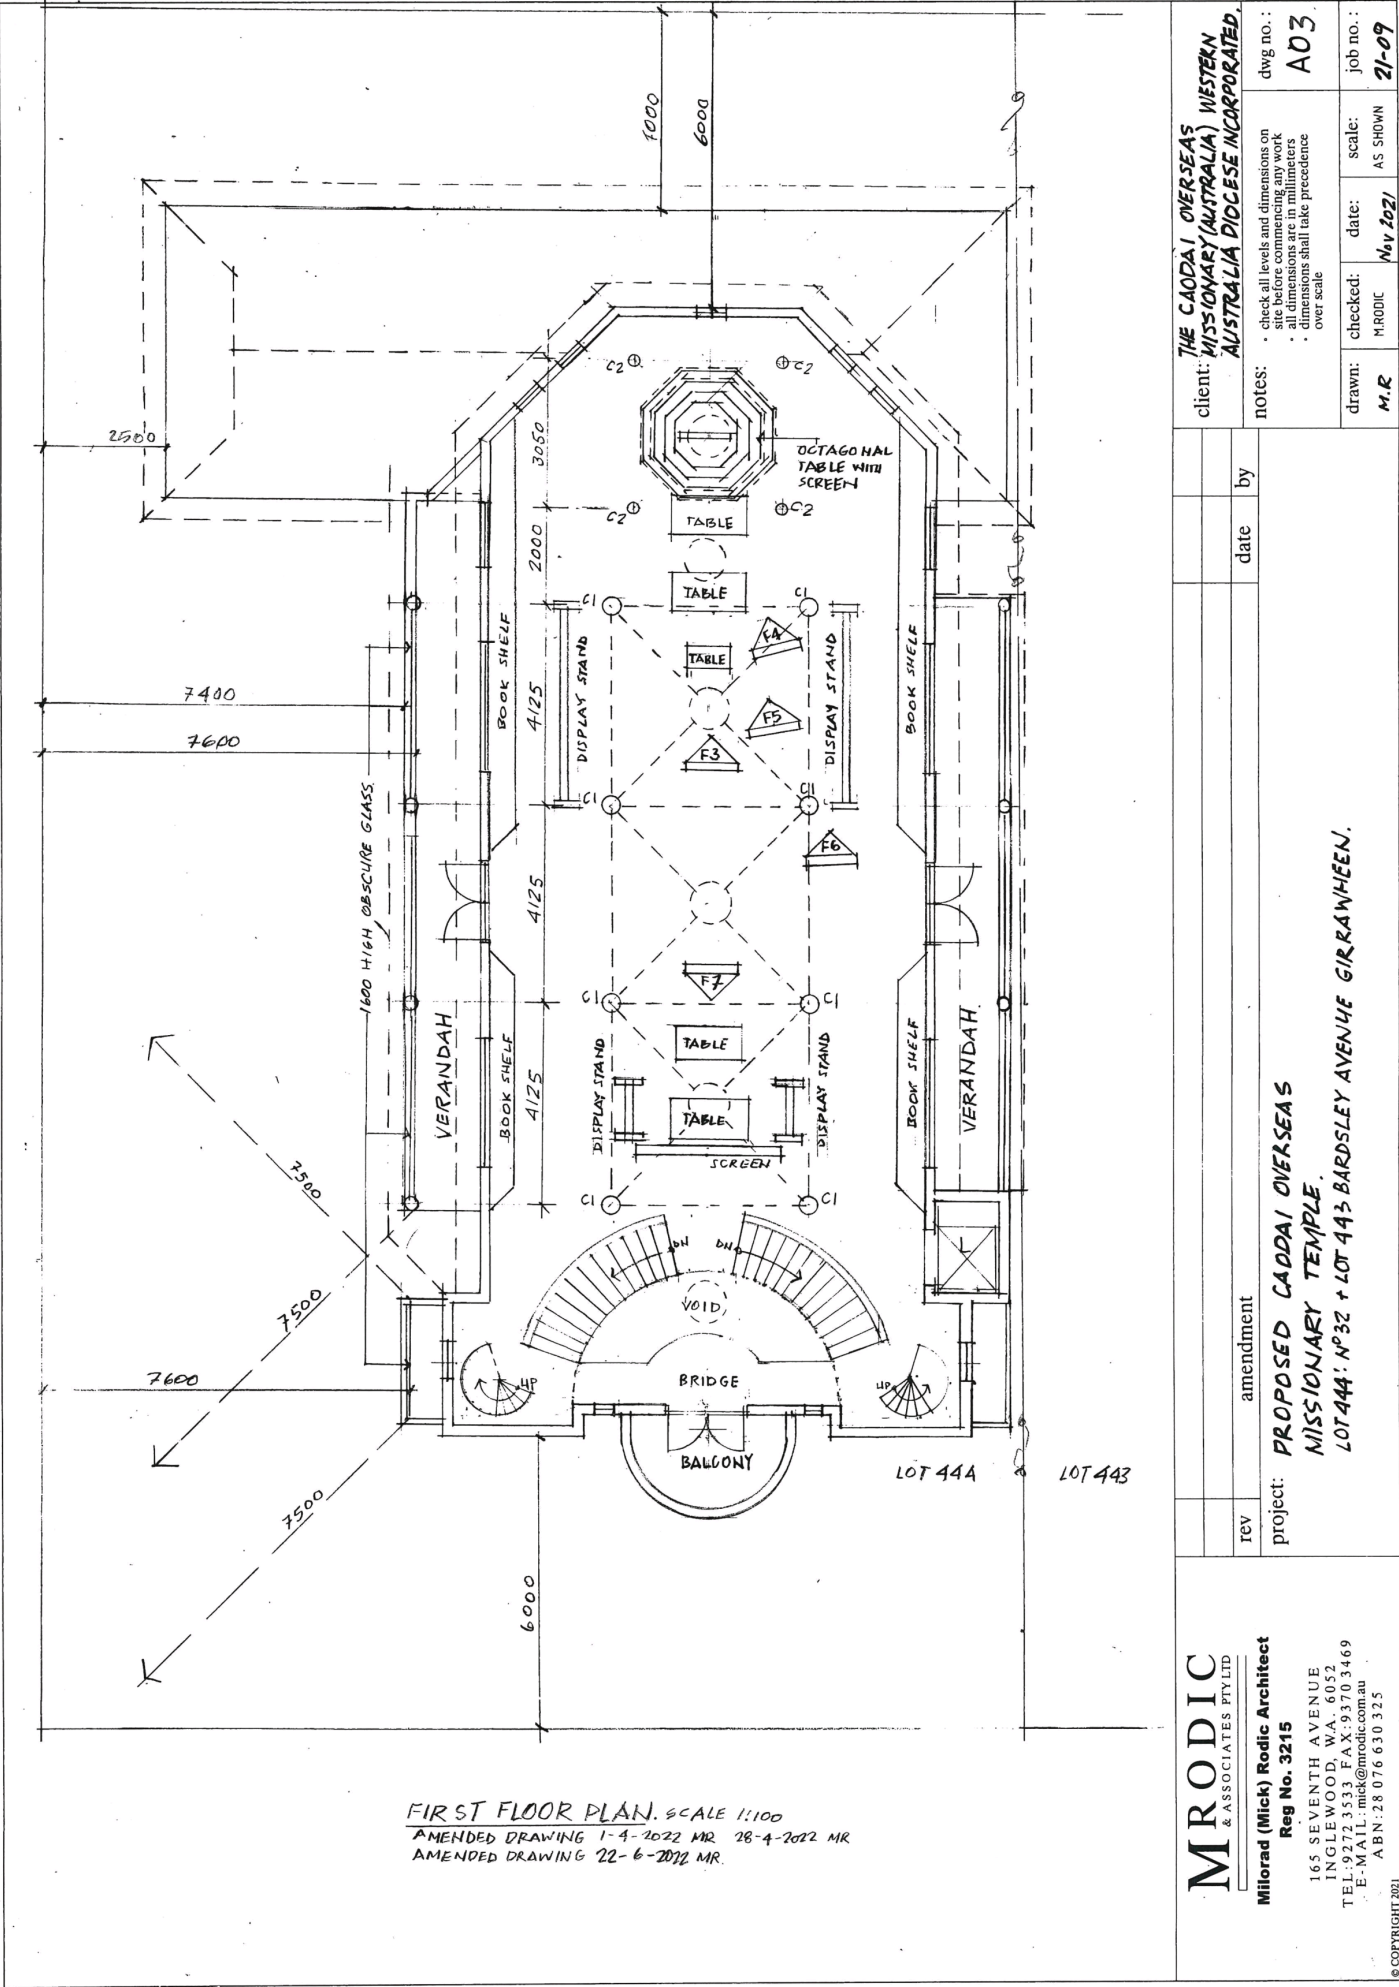 7000
6000
2500
C2
C2
3050
OCTAGONAL
TABLE WITH
SCREEN
C2
C2
TABLE
2000
TABLE
C1
C1
F4
TABLE
BOOK SHELF
DISPLAY STAND
DISPLAY STAND
BOOK SHELF
4125
7400
F5
7600
F3
C1
C1
1600 HIGH OBSCURE GLASS
F6
4125
F7
C1
C1
VERANDAH
BOOK SHELF
4125
DISPLAY STAND
TABLE
DISPLAY STAND
BOOK SHELF
VERANDAH
TABLE
SCREEN
7500
C1
C1
DN
DN
L
VOID
7500
7600
UP
BRIDGE
UP
BALCONY
LOT 444
LOT 443
7500
6000
FIRST FLOOR PLAN. SCALE 1:100
AMENDED DRAWING 1-4-2022 MR 28-4-2022 MR
AMENDED DRAWING 22-6-2022 MR.
MRODIC
& ASSOCIATES PTY LTD
Milorad (Mick) Rodic Architect
Reg No. 3215
165 SEVENTH AVENUE
INGLEWOOD, W.A. 6052
TEL:9272 3533 FAX:9370 3469
E-MAIL: mick@mrodic.com.au
ABN:28 076 630 325
© COPYRIGHT 2021
rev
amendment
date
by
project: PROPOSED CAODAI OVERSEAS
MISSIONARY TEMPLE.
LOT 444: Nº 32 + LOT 443 BARDSLEY AVENUE GIRRAWHEEN.
client: THE CAODAI OVERSEAS
MISSIONARY (AUSTRALIA) WESTERN
AUSTRALIA DIOCESE INCORPORATED.
notes:
· check all levels and dimensions on
site before commencing any work
· all dimensions are in millimeters
· dimensions shall take precedence
over scale
dwg no.:
A03
drawn:
M.R
checked:
M.RODIC
date:
Nov 2021
scale:
AS SHOWN
job no.:
21-09